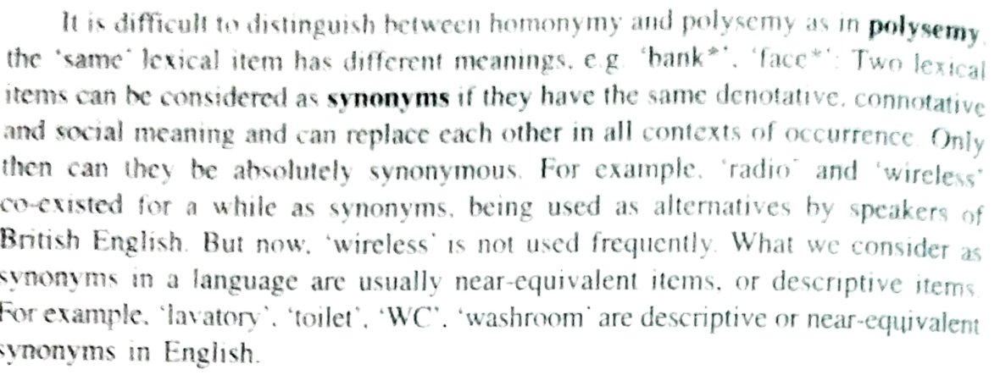 It is difficult to distinguish between homonymy and polysemy as in polysemy,
the 'same' lexical item has different meanings, e.g. 'bank*', 'face*': Two lexical
items can be considered as synonyms if they have the same denotative, connotative
and social meaning and can replace each other in all contexts of occurrence. Only
then can they be absolutely synonymous. For example, 'radio' and 'wireless'
co-existed for a while as synonyms, being used as alternatives by speakers of
British English. But now, 'wireless' is not used frequently. What we consider as
synonyms in a language are usually near-equivalent items, or descriptive items.
For example, 'lavatory', 'toilet', 'WC', 'washroom' are descriptive or near-equivalent
synonyms in English.